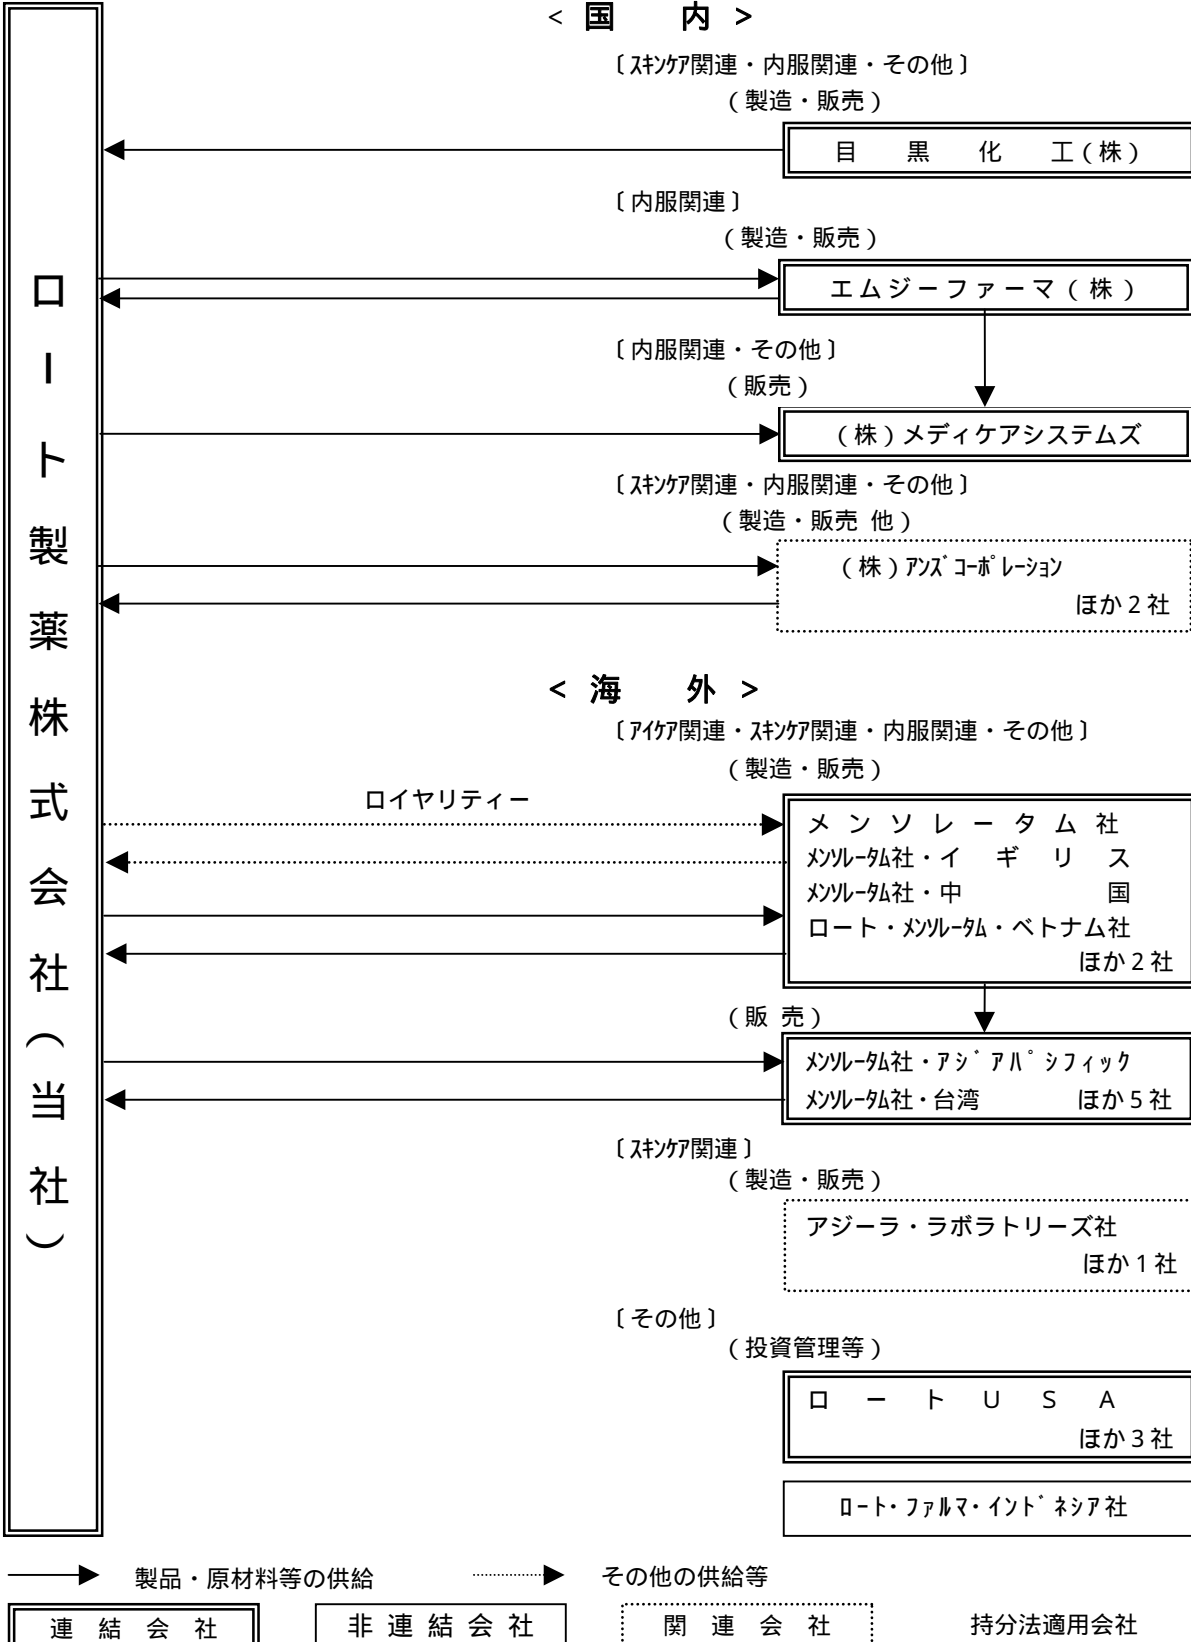 ロート製薬株式会社（当社）
< 国 内 >
〔スキンケア関連・内服関連・その他〕
（製造・販売）
目 黒 化 工（株）
〔内服関連〕
（製造・販売）
エムジーファーマ（株）
〔内服関連・その他〕
（販売）
（株）メディケアシステムズ
〔スキンケア関連・内服関連・その他〕
（製造・販売 他）
（株）アンズコーポレーション
ほか２社
< 海 外 >
〔アイケア関連・スキンケア関連・内服関連・その他〕
（製造・販売）
ロイヤリティー
メ ン ソ レ ー タ ム 社
メンソレータム社・イ ギ リ ス
メンソレータム社・中 国
ロート・メンソレータム・ベトナム社
ほか２社
（販 売）
メンソレータム社・アジアパシフィック
メンソレータム社・台湾 ほか５社
〔スキンケア関連〕
（製造・販売）
アジーラ・ラボラトリーズ社
ほか１社
〔その他〕
（投資管理等）
ロ ー ト Ｕ Ｓ Ａ
ほか３社
ロート・ファルマ・インドネシア社
製品・原材料等の供給 その他の供給等
連 結 会 社 非 連 結 会 社 関 連 会 社 持分法適用会社